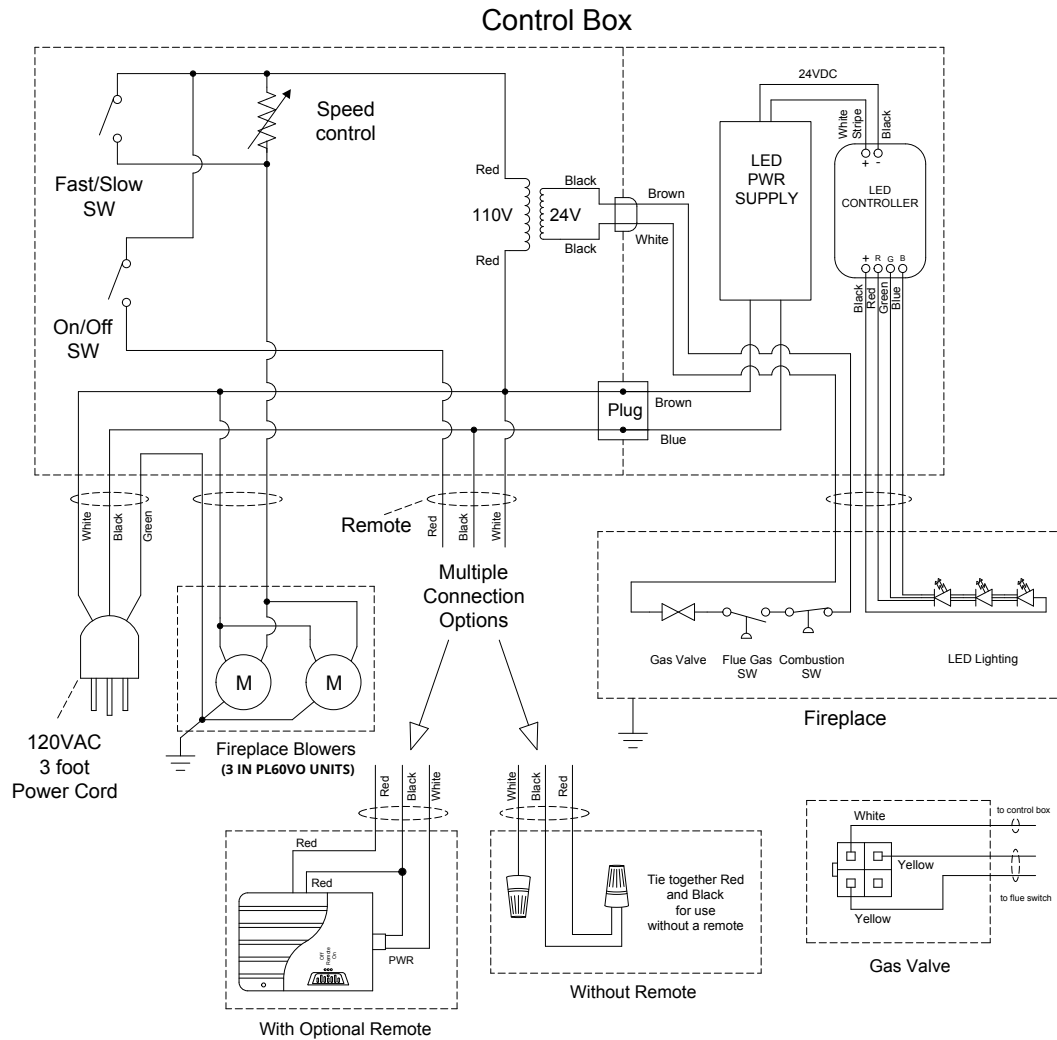 Control Box
Fast/Slow
SW
Speed
control
On/Off
SW
Red
110V
Red
Black
24V
Black
Brown
White
24VDC
LED
PWR
SUPPLY
White
Stripe
Black
+ -
LED
CONTROLLER
+ R G B
Black
Red
Green
Blue
Plug
Brown
Blue
White
Black
Green
Remote
Red
Black
White
Multiple
Connection
Options
120VAC
3 foot
Power Cord
M
M
Fireplace Blowers
(3 IN PL60VO UNITS)
Gas Valve
Flue Gas
SW
Combustion
SW
LED Lighting
Fireplace
Red
Black
White
Red
Red
Off
Remote
On
PWR
With Optional Remote
White
Black
Red
Tie together Red
and Black
for use
without a remote
Without Remote
White
to control box
Yellow
to flue switch
Yellow
Gas Valve